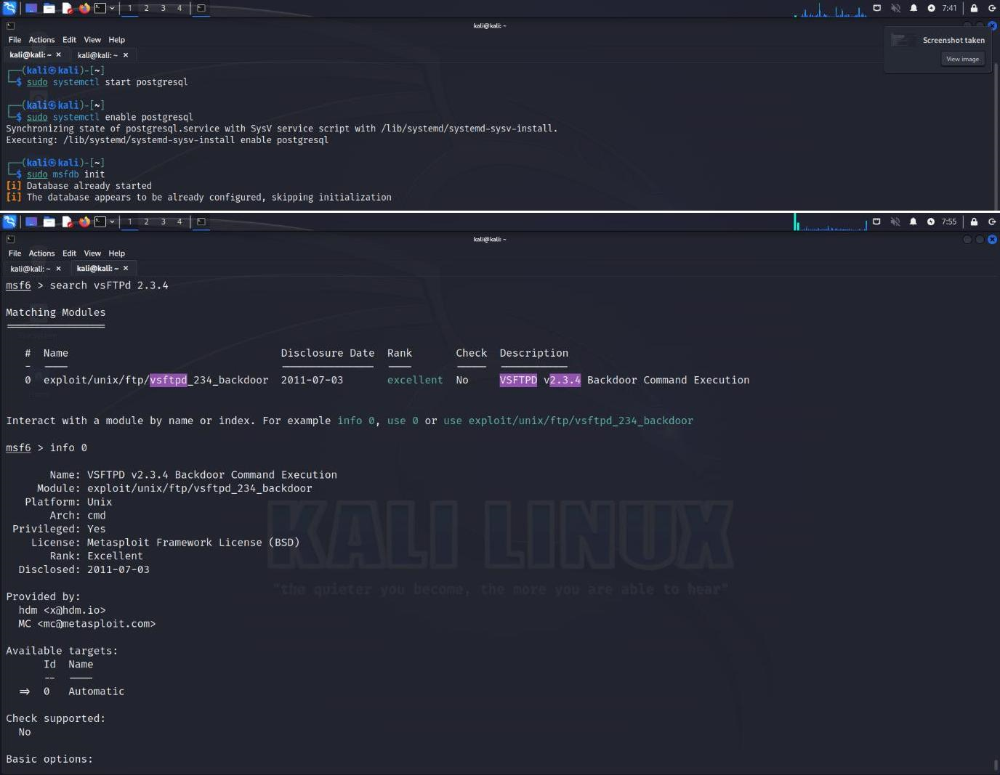 1 2 3 4 7:41
kali@kali: ~
File Actions Edit View Help
Screenshot taken
View image
kali@kali: ~ × kali@kali: ~ ×
┌──(kali㉿kali)-[~]
└─$ sudo systemctl start postgresql
┌──(kali㉿kali)-[~]
└─$ sudo systemctl enable postgresql
Synchronizing state of postgresql.service with SysV service script with /lib/systemd/systemd-sysv-install.
Executing: /lib/systemd/systemd-sysv-install enable postgresql
┌──(kali㉿kali)-[~]
└─$ sudo msfdb init
[i] Database already started
[i] The database appears to be already configured, skipping initialization
1 2 3 4 7:55
kali@kali: ~
File Actions Edit View Help
kali@kali: ~ × kali@kali: ~ ×
msf6 > search vsFTPd 2.3.4
Matching Modules
================
# Name Disclosure Date Rank Check Description
- ---- --------------- ---- ----- -----------
0 exploit/unix/ftp/vsftpd_234_backdoor 2011-07-03 excellent No VSFTPD v2.3.4 Backdoor Command Execution
Interact with a module by name or index. For example info 0, use 0 or use exploit/unix/ftp/vsftpd_234_backdoor
msf6 > info 0
Name: VSFTPD v2.3.4 Backdoor Command Execution
Module: exploit/unix/ftp/vsftpd_234_backdoor
Platform: Unix
Arch: cmd
Privileged: Yes
License: Metasploit Framework License (BSD)
Rank: Excellent
Disclosed: 2011-07-03
KALI LINUX
"the quieter you become, the more you are able to hear"
Provided by:
hdm <x@hdm.io>
MC <mc@metasploit.com>
Available targets:
Id Name
-- ----
=> 0 Automatic
Check supported:
No
Basic options: